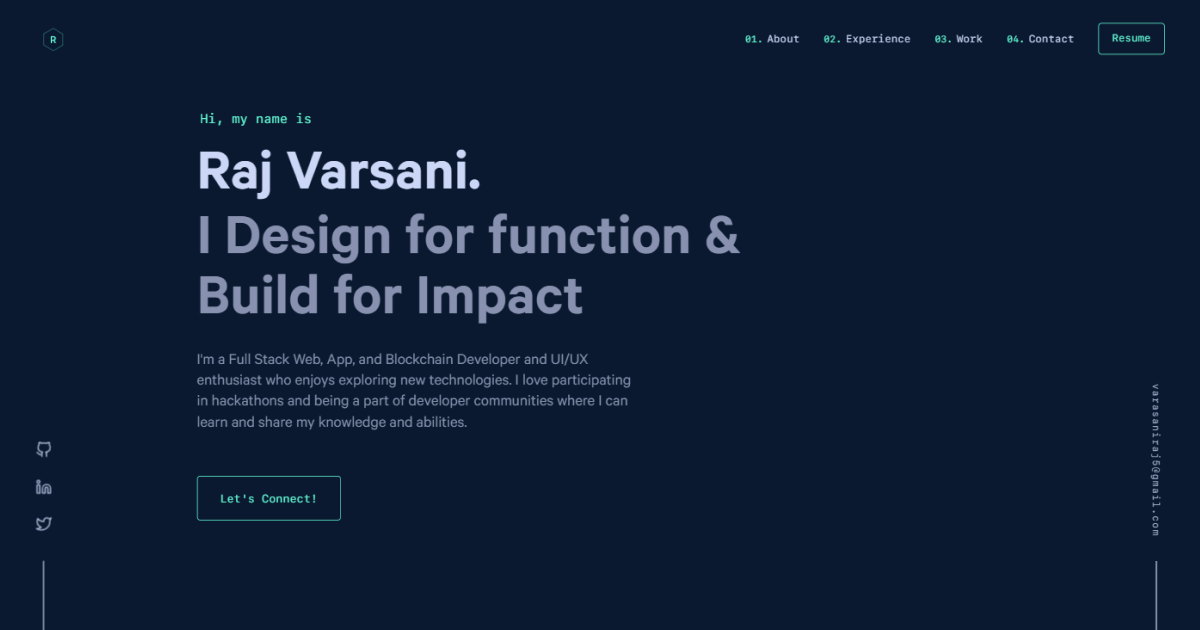 R
01. About 02. Experience 03. Work 04. Contact Resume
Hi, my name is
Raj Varsani.
I Design for function &
Build for Impact
I'm a Full Stack Web, App, and Blockchain Developer and UI/UX
enthusiast who enjoys exploring new technologies. I love participating
in hackathons and being a part of developer communities where I can
learn and share my knowledge and abilities.
Let's Connect!
in
varasaniraj5@gmail.com